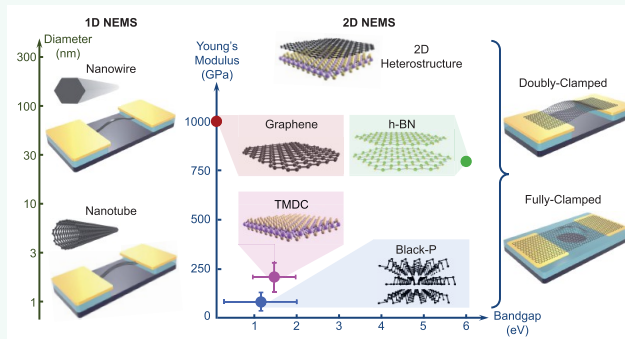 1D NEMS
2D NEMS
Diameter
(nm)
300
100
30
10
3
1
Nanowire
Nanotube
Young's
Modulus
(GPa)
1000
750
500
250
0
2D
Heterostructure
Graphene
h-BN
TMDC
Black-P
1
2
3
4
5
6
Bandgap
(eV)
Doubly-Clamped
Fully-Clamped